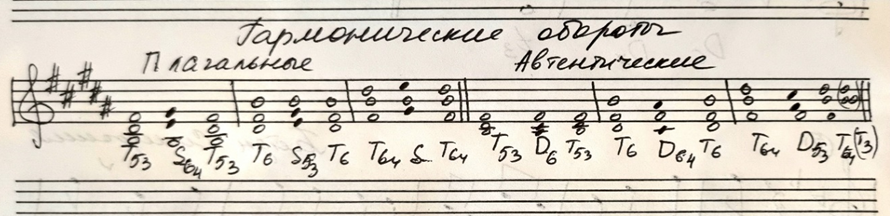 Гармонические обороты
Плагальные Автентические
T53 S64 T53 T6 S53 T6 T64 S T64 T53 D6 T53 T6 D64 T6 T64 D53 T64 (T3)